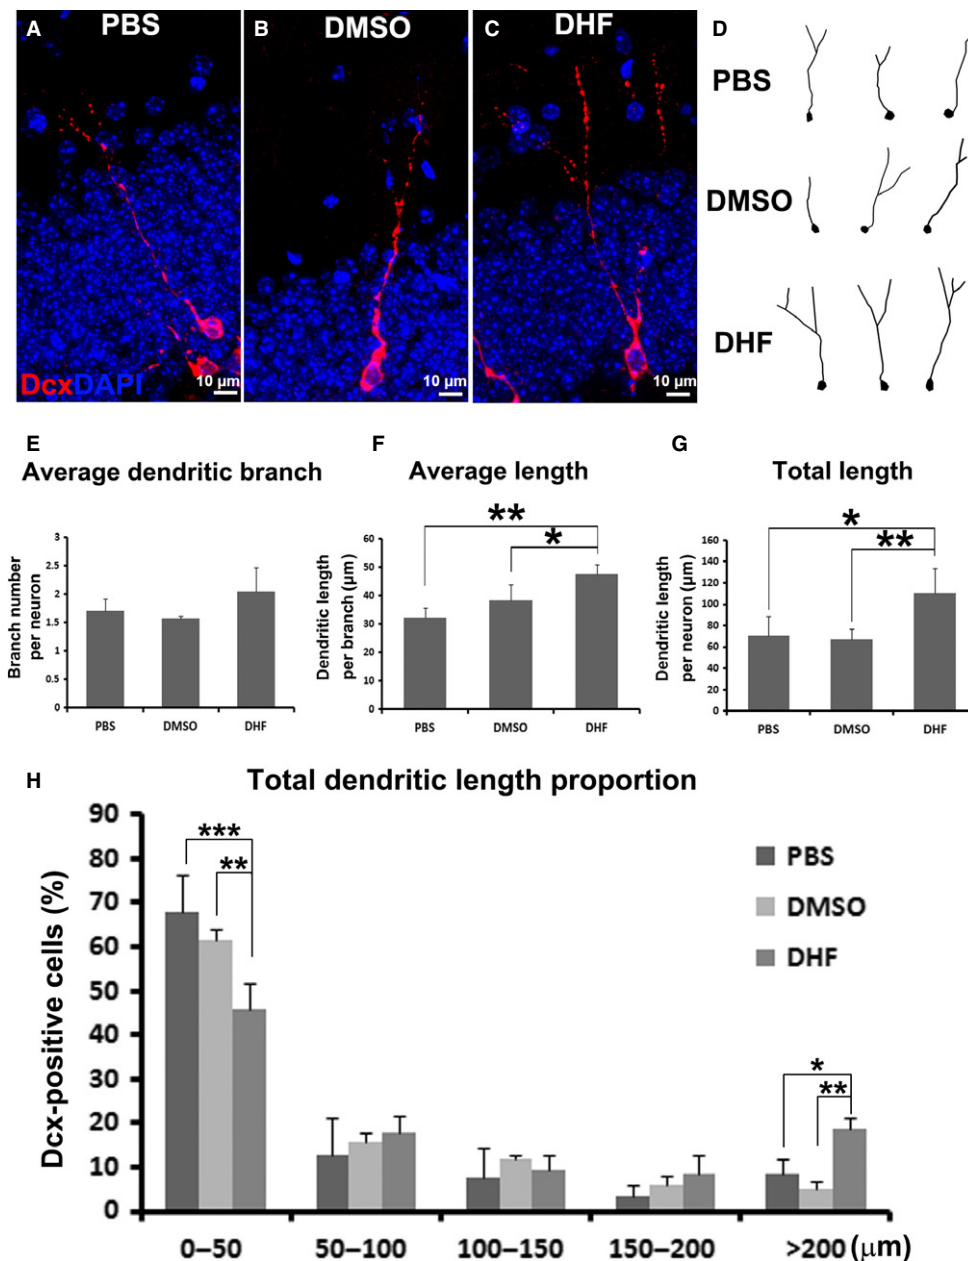 A PBS
B DMSO
C DHF
D
PBS
DMSO
DHF
DcxDAPI
10 µm
10 µm
10 µm
E
Average dendritic branch
Branch number
per neuron
3
2.5
2
1.5
1
0.5
0
PBS DMSO DHF
F
Average length
**
*
Dendritic length
per branch (µm)
60
50
40
30
20
10
0
PBS DMSO DHF
G
Total length
*
**
Dendritic length
per neuron (µm)
160
140
120
100
80
60
40
20
0
PBS DMSO DHF
H
Total dendritic length proportion
Dcx-positive cells (%)
90
80
70
60
50
40
30
20
10
0
***
**
*
**
PBS
DMSO
DHF
0–50 50–100 100–150 150–200 >200 (µm)